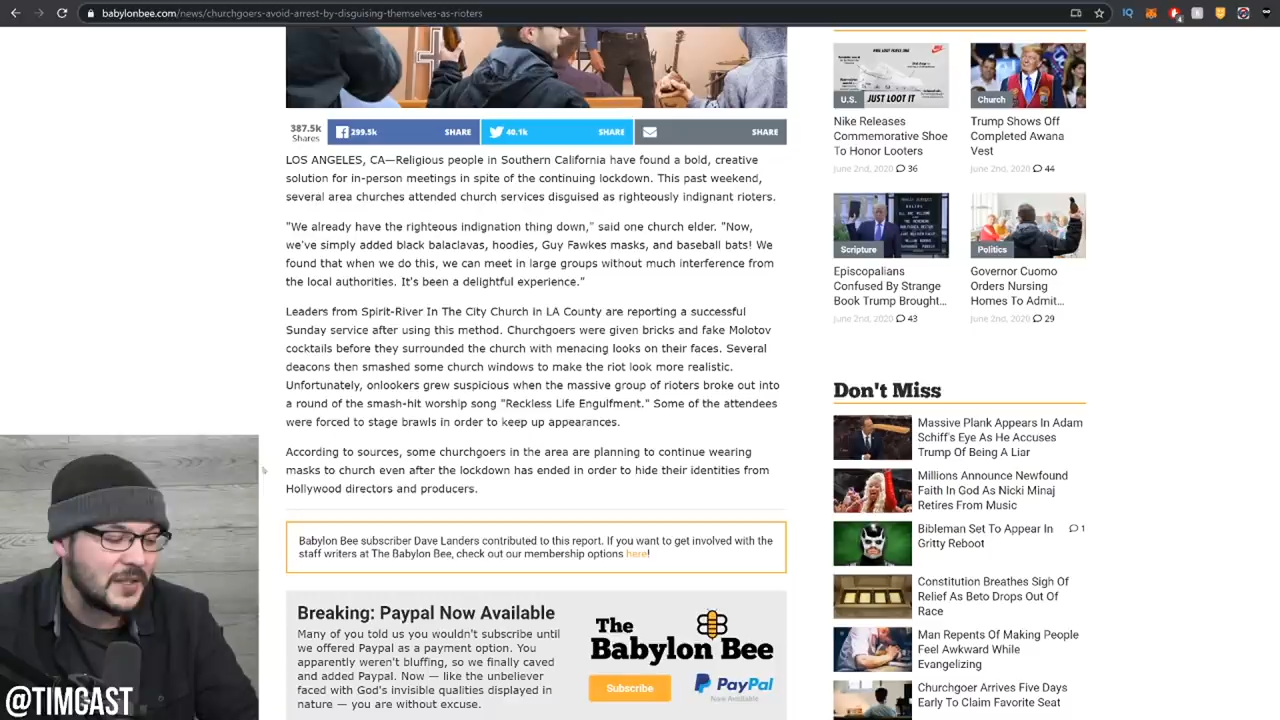 babylonbee.com/news/churchgoers-avoid-arrest-by-disguising-themselves-as-rioters
387.5k
Shares
299.5k
SHARE
40.1k
SHARE
SHARE
LOS ANGELES, CA—Religious people in Southern California have found a bold, creative
solution for in-person meetings in spite of the continuing lockdown. This past weekend,
several area churches attended church services disguised as righteously indignant rioters.
"We already have the righteous indignation thing down," said one church elder. "Now,
we've simply added black balaclavas, hoodies, Guy Fawkes masks, and baseball bats! We
found that when we do this, we can meet in large groups without much interference from
the local authorities. It's been a delightful experience."
Leaders from Spirit-River In The City Church in LA County are reporting a successful
Sunday service after using this method. Churchgoers were given bricks and fake Molotov
cocktails before they surrounded the church with menacing looks on their faces. Several
deacons then smashed some church windows to make the riot look more realistic.
Unfortunately, onlookers grew suspicious when the massive group of rioters broke out into
a round of the smash-hit worship song "Reckless Life Engulfment." Some of the attendees
were forced to stage brawls in order to keep up appearances.
According to sources, some churchgoers in the area are planning to continue wearing
masks to church even after the lockdown has ended in order to hide their identities from
Hollywood directors and producers.
Babylon Bee subscriber Dave Landers contributed to this report. If you want to get involved with the
staff writers at The Babylon Bee, check out our membership options here!
Breaking: Paypal Now Available
Many of you told us you wouldn't subscribe until
we offered Paypal as a payment option. You
apparently weren't bluffing, so we finally caved
and added Paypal. Now — like the unbeliever
faced with God's invisible qualities displayed in
nature — you are without excuse.
The
Babylon Bee
Subscribe
PayPal
Now Available
JUST LOOT IT
U.S.
Nike Releases
Commemorative Shoe
To Honor Looters
June 2nd, 2020 36
Church
Trump Shows Off
Completed Awana
Vest
June 2nd, 2020 44
Scripture
Episcopalians
Confused By Strange
Book Trump Brought...
June 2nd, 2020 43
Politics
Governor Cuomo
Orders Nursing
Homes To Admit...
June 2nd, 2020 29
Don't Miss
Massive Plank Appears In Adam
Schiff's Eye As He Accuses
Trump Of Being A Liar
Millions Announce Newfound
Faith In God As Nicki Minaj
Retires From Music
Bibleman Set To Appear In
Gritty Reboot
1
Constitution Breathes Sigh Of
Relief As Beto Drops Out Of
Race
Man Repents Of Making People
Feel Awkward While
Evangelizing
Churchgoer Arrives Five Days
Early To Claim Favorite Seat
@TIMCAST